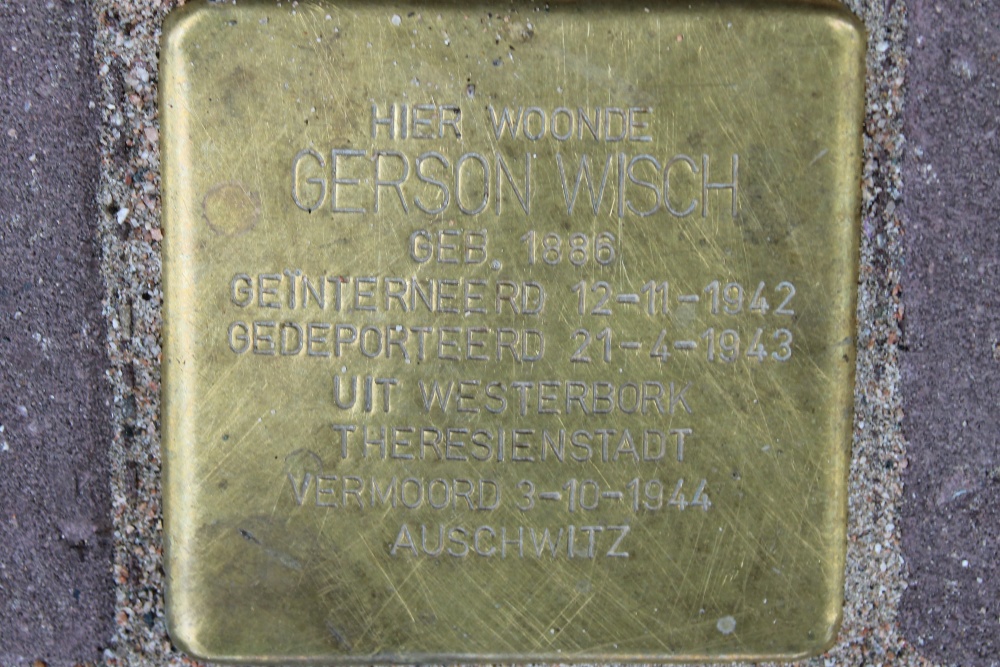 HIER WOONDE
GERSON WISCH
GEB. 1886
GEÏNTERNEERD 12-11-1942
GEDEPORTEERD 21-4-1943
UIT WESTERBORK
THERESIENSTADT
VERMOORD 3-10-1944
AUSCHWITZ